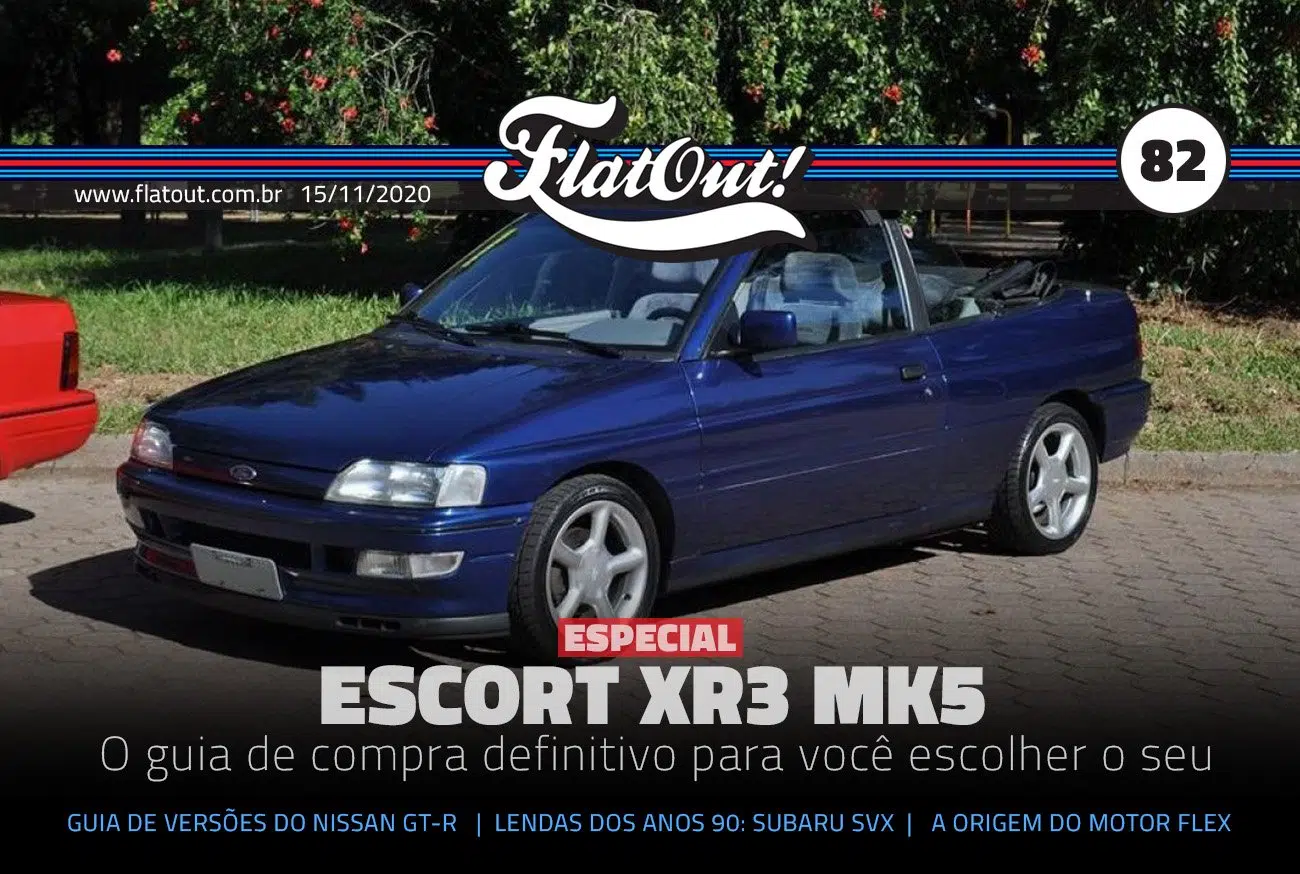 FlatOut!
82
www.flatout.com.br 15/11/2020
Ford
ESPECIAL
ESCORT XR3 MK5
O guia de compra definitivo para você escolher o seu
GUIA DE VERSÕES DO NISSAN GT-R | LENDAS DOS ANOS 90: SUBARU SVX | A ORIGEM DO MOTOR FLEX